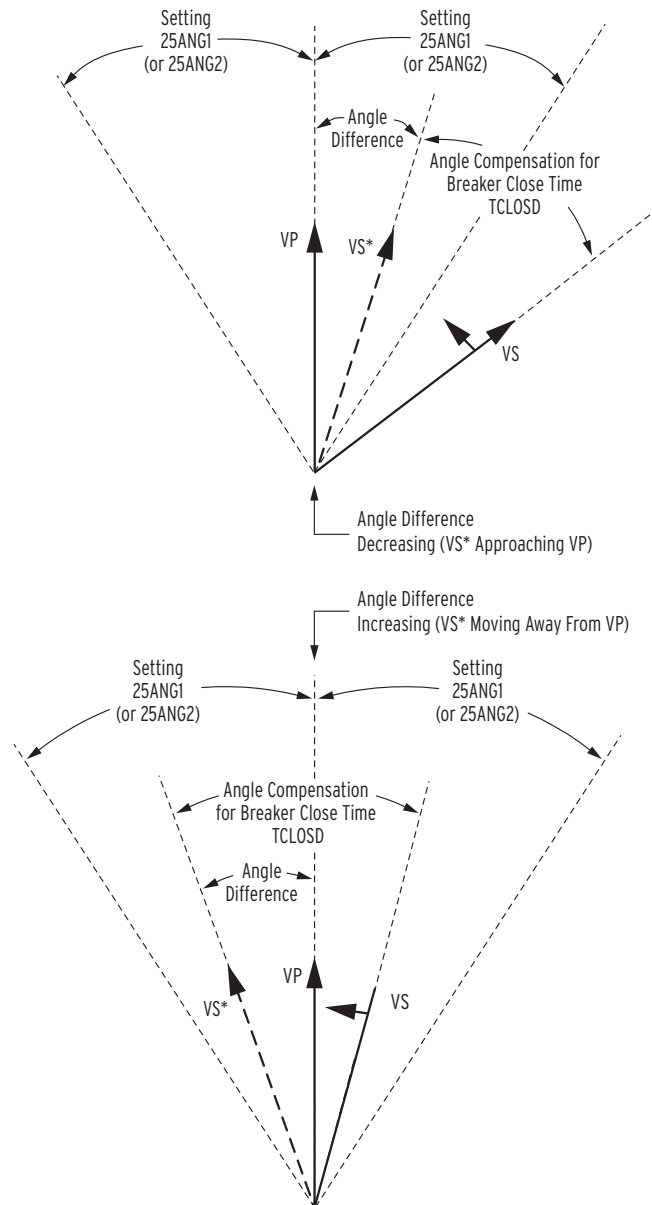 Setting
25ANG1
(or 25ANG2)
Setting
25ANG1
(or 25ANG2)
Angle
Difference
Angle Compensation for
Breaker Close Time
TCLOSD
VP
VS*
VS
Angle Difference
Decreasing (VS* Approaching VP)
Angle Difference
Increasing (VS* Moving Away From VP)
Setting
25ANG1
(or 25ANG2)
Setting
25ANG1
(or 25ANG2)
Angle Compensation
for Breaker Close Time
TCLOSD
Angle
Difference
VP
VS*
VS